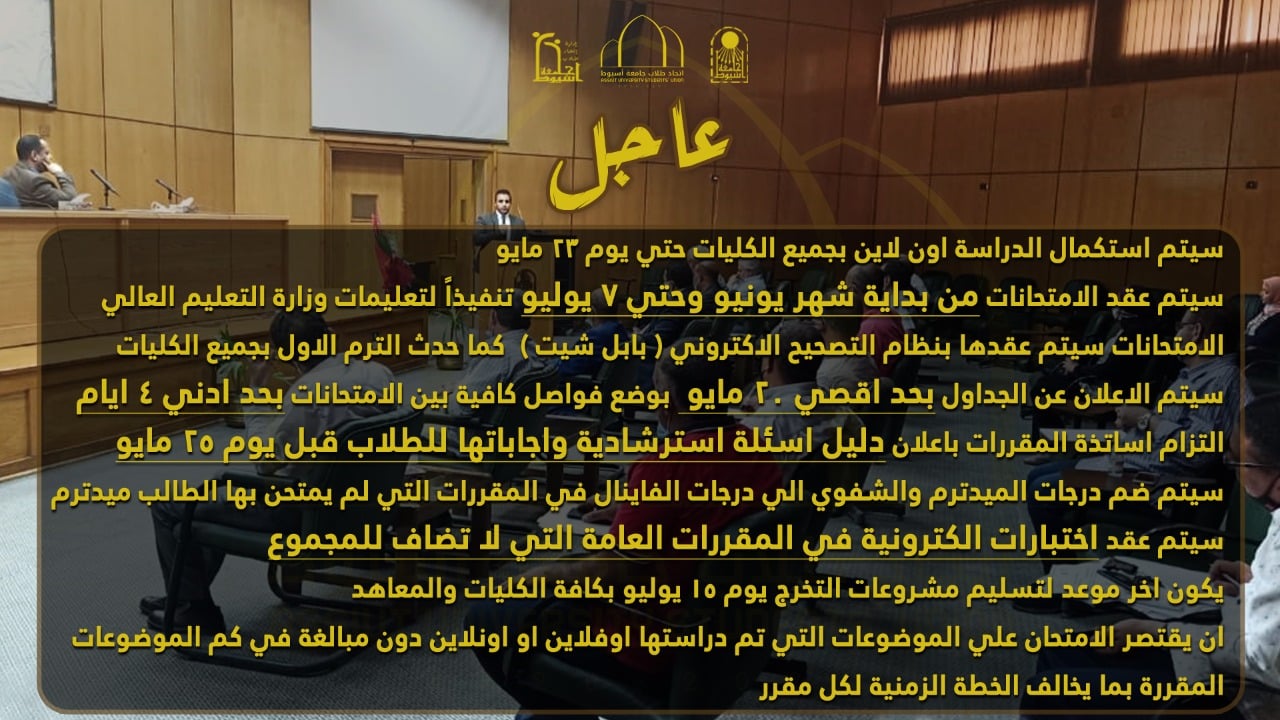 اتحاد طلاب جامعة أسيوط
ASSIUT UNIVERSITY STUDENTS' UNION
جامعة
أسيوط
عاجل
سيتم استكمال الدراسة اون لاين بجميع الكليات حتي يوم ٢٣ مايو
سيتم عقد الامتحانات من بداية شهر يونيو وحتي ٧ يوليو تنفيذاً لتعليمات وزارة التعليم العالي
الامتحانات سيتم عقدها بنظام التصحيح الاكتروني ( بابل شيت ) كما حدث الترم الاول بجميع الكليات
سيتم الاعلان عن الجداول بحد اقصي ٢٠ مايو بوضع فواصل كافية بين الامتحانات بحد ادني ٤ ايام
التزام اساتذة المقررات باعلان دليل اسئلة استرشادية واجاباتها للطلاب قبل يوم ٢٥ مايو
سيتم ضم درجات الميدترم والشفوي الي درجات الفاينال في المقررات التي لم يمتحن بها الطالب ميدترم
سيتم عقد اختبارات الكترونية في المقررات العامة التي لا تضاف للمجموع
يكون اخر موعد لتسليم مشروعات التخرج يوم ١٥ يوليو بكافة الكليات والمعاهد
ان يقتصر الامتحان علي الموضوعات التي تم دراستها اوفلاين او اونلاين دون مبالغة في كم الموضوعات
المقررة بما يخالف الخطة الزمنية لكل مقرر